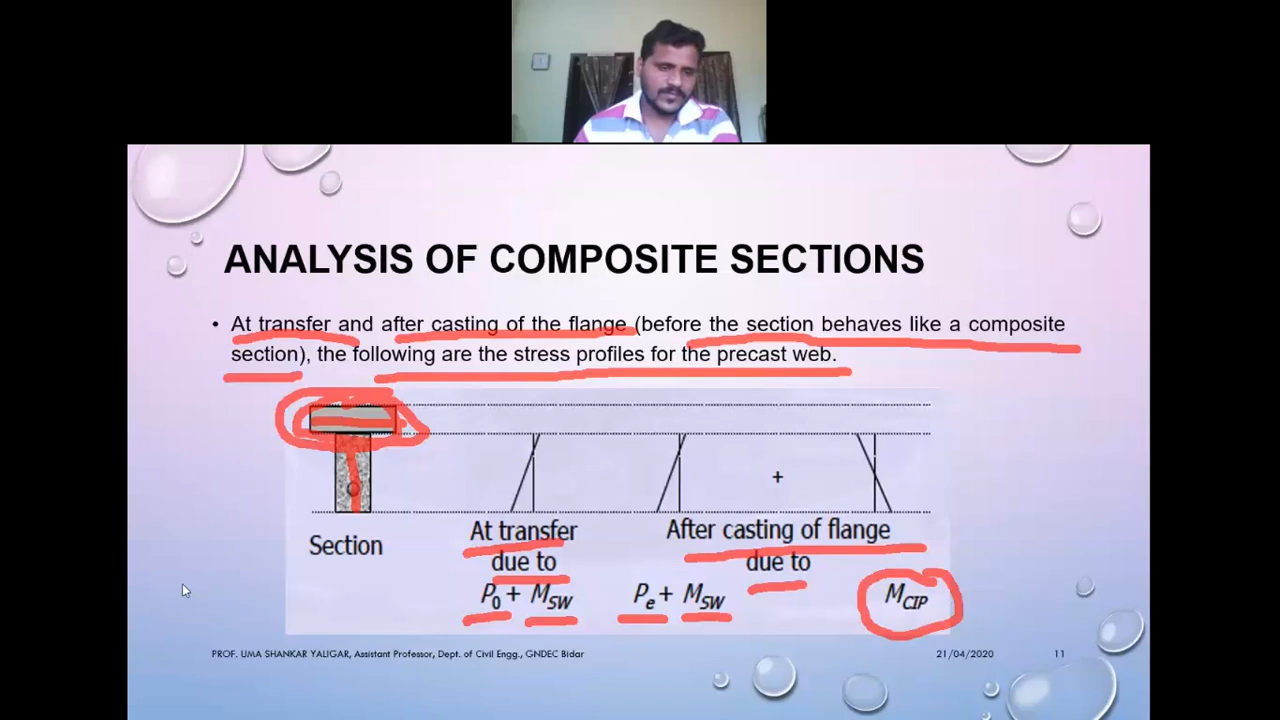 ANALYSIS OF COMPOSITE SECTIONS
• At transfer and after casting of the flange (before the section behaves like a composite
section), the following are the stress profiles for the precast web.
+
Section
At transfer
due to
P0 + MSW
After casting of flange
due to
Pe + MSW
MCIP
PROF. UMA SHANKAR YALIGAR, Assistant Professor, Dept. of Civil Engg., GNDEC Bidar
21/04/2020
11